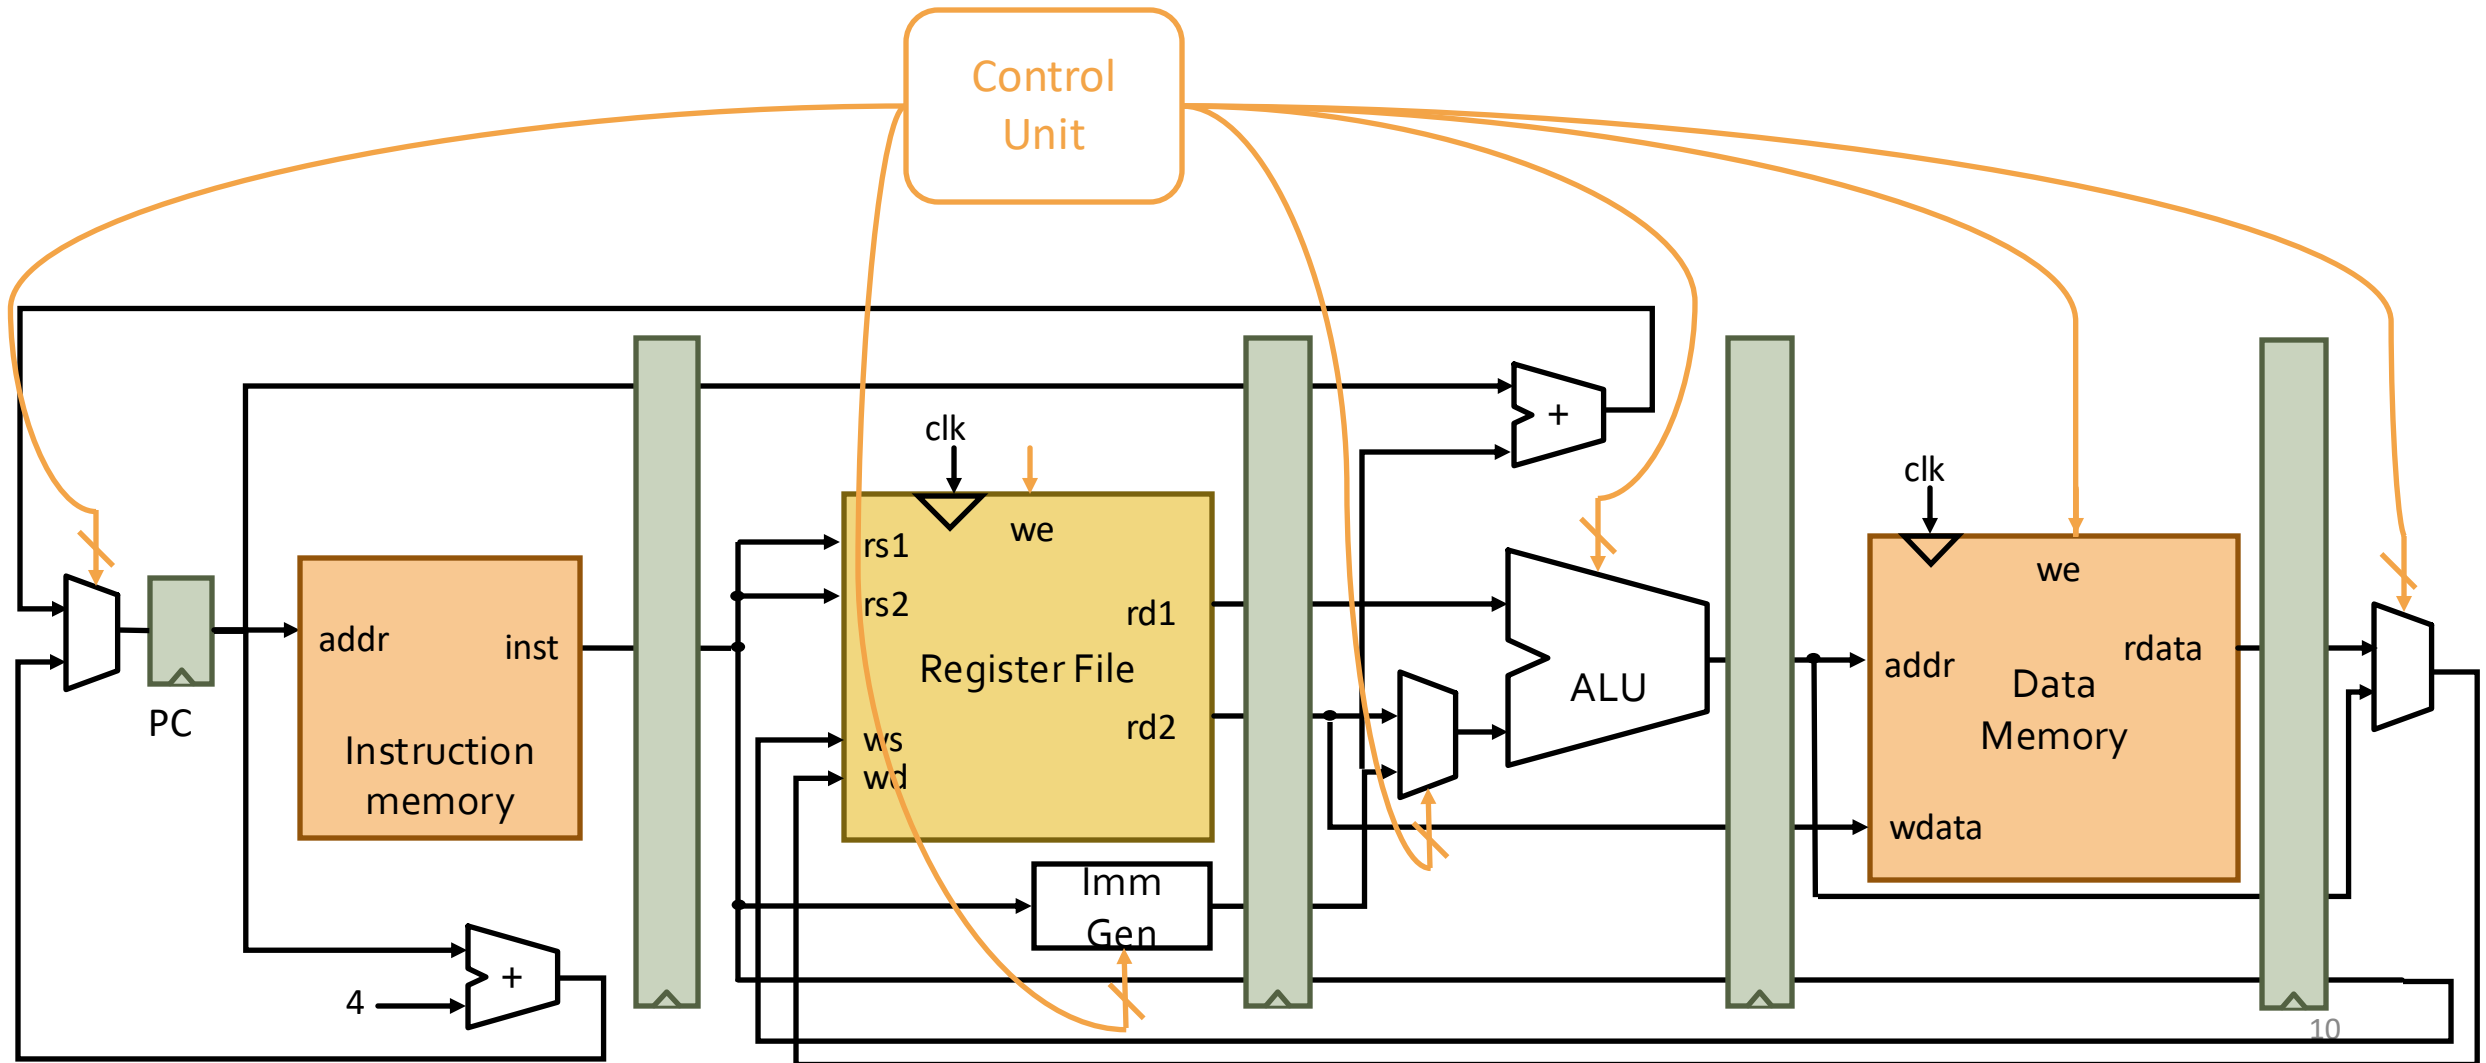 Control
Unit
clk
we
rs1
rs2
rd1
Register File
rd2
ws
wd
Imm
Gen
addr
inst
Instruction
memory
PC
4
+
+
ALU
clk
we
addr
rdata
Data
Memory
wdata
10